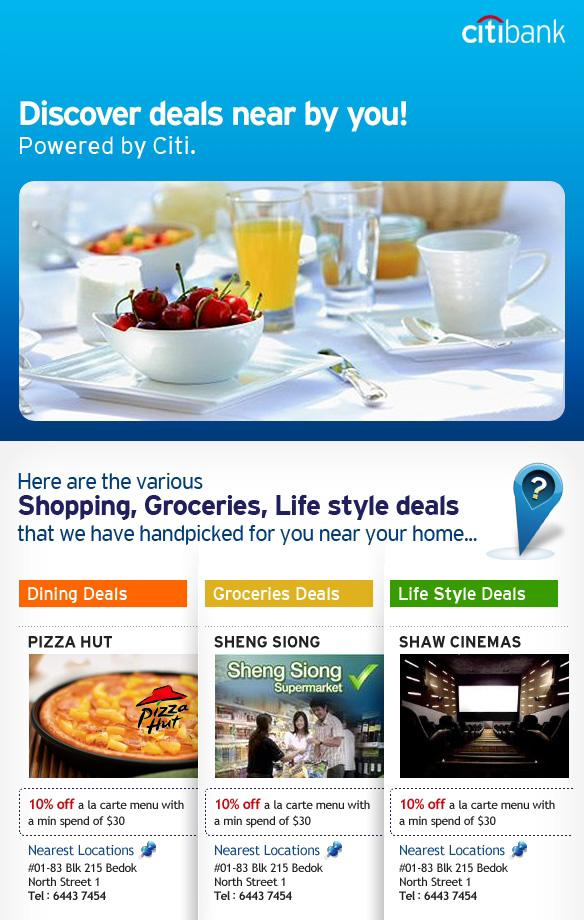 citibank
Discover deals near by you!
Powered by Citi.
Here are the various
Shopping, Groceries, Life style deals
that we have handpicked for you near your home...
?
Dining Deals
PIZZA HUT
Pizza
Hut
10% off a la carte menu with
a min spend of $30
Nearest Locations
#01-83 Blk 215 Bedok
North Street 1
Tel : 6443 7454
Groceries Deals
SHENG SIONG
Sheng Siong
Supermarket
10% off a la carte menu with
a min spend of $30
Nearest Locations
#01-83 Blk 215 Bedok
North Street 1
Tel : 6443 7454
Life Style Deals
SHAW CINEMAS
10% off a la carte menu with
a min spend of $30
Nearest Locations
#01-83 Blk 215 Bedok
North Street 1
Tel : 6443 7454